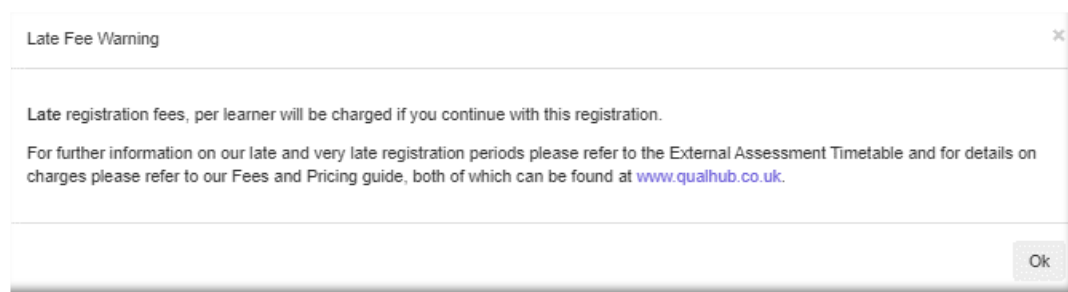 Late Fee Warning
×
Late registration fees, per learner will be charged if you continue with this registration.
For further information on our late and very late registration periods please refer to the External Assessment Timetable and for details on
charges please refer to our Fees and Pricing guide, both of which can be found at www.qualhub.co.uk.
Ok